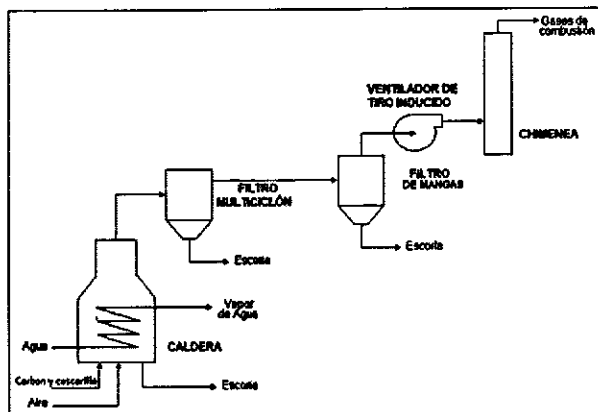 Gases de
combustión
VENTILADOR DE
TIRO INDUCIDO
CHIMENEA
FILTRO
MULTICICLÓN
FILTRO
DE MANGAS
Escoria
Escoria
Vapor
de Agua
Agua
CALDERA
Carbon y cascarilla
Escoria
Aire